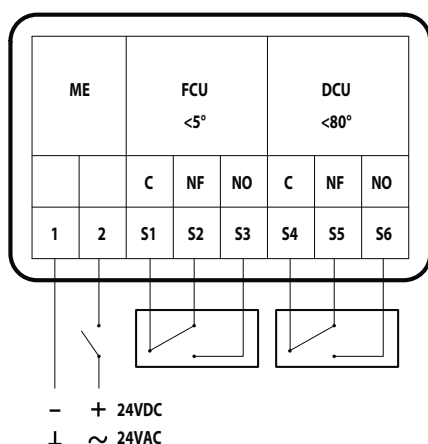 ME FCU DCU
<5° <80°
C NF NO C NF NO
1 2 S1 S2 S3 S4 S5 S6
– + 24VDC
⊥ ~ 24VAC